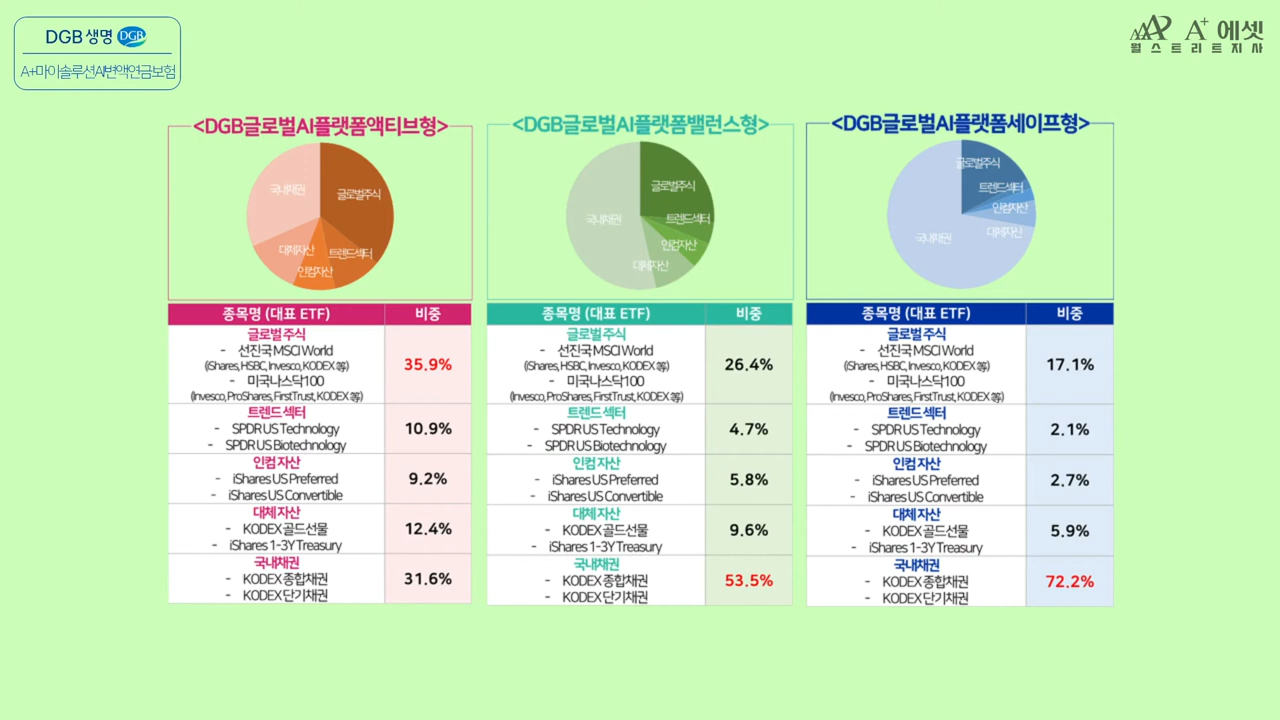 DGB생명 DGB
A+마이솔루션AI변액연금보험
A+에셋
월스트리트지사
<DGB글로벌AI플랫폼액티브형>
국내채권
글로벌주식
대체자산
트렌드섹터
인컴자산
종목명 (대표 ETF) 비중
글로벌 주식
- 선진국 MSCI World
(iShares, HSBC, Invesco, KODEX 等)
- 미국나스닥100
(Invesco, ProShares, FirstTrust, KODEX 等)
35.9%
트렌드 섹터
- SPDR US Technology
- SPDR US Biotechnology
10.9%
인컴 자산
- iShares US Preferred
- iShares US Convertible
9.2%
대체 자산
- KODEX 골드선물
- iShares 1-3Y Treasury
12.4%
국내채권
- KODEX 종합채권
- KODEX 단기채권
31.6%
<DGB글로벌AI플랫폼밸런스형>
글로벌주식
국내채권
트렌드섹터
인컴자산
대체자산
종목명 (대표 ETF) 비중
글로벌 주식
- 선진국 MSCI World
(iShares, HSBC, Invesco, KODEX 等)
- 미국나스닥100
(Invesco, ProShares, FirstTrust, KODEX 等)
26.4%
트렌드 섹터
- SPDR US Technology
- SPDR US Biotechnology
4.7%
인컴 자산
- iShares US Preferred
- iShares US Convertible
5.8%
대체 자산
- KODEX 골드선물
- iShares 1-3Y Treasury
9.6%
국내채권
- KODEX 종합채권
- KODEX 단기채권
53.5%
<DGB글로벌AI플랫폼세이프형>
글로벌주식
트렌드섹터
인컴자산
대체자산
국내채권
종목명 (대표 ETF) 비중
글로벌 주식
- 선진국 MSCI World
(iShares, HSBC, Invesco, KODEX 等)
- 미국나스닥100
(Invesco, ProShares, FirstTrust, KODEX 等)
17.1%
트렌드 섹터
- SPDR US Technology
- SPDR US Biotechnology
2.1%
인컴 자산
- iShares US Preferred
- iShares US Convertible
2.7%
대체 자산
- KODEX 골드선물
- iShares 1-3Y Treasury
5.9%
국내채권
- KODEX 종합채권
- KODEX 단기채권
72.2%